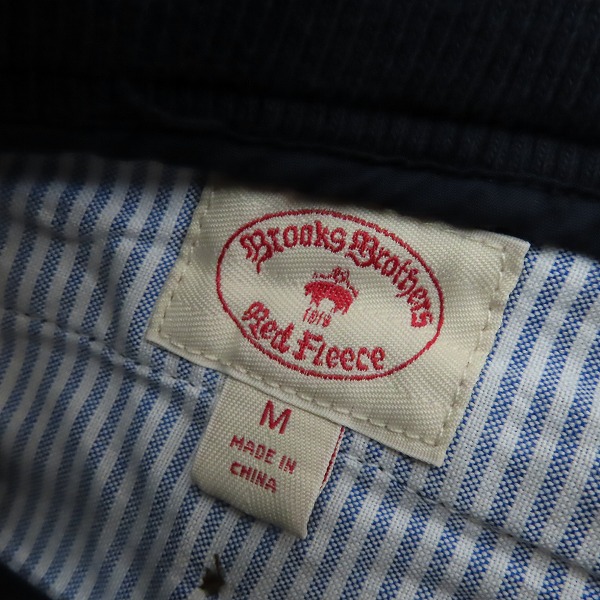 Brooks Brothers
1818
Red Fleece
M
MADE IN
CHINA